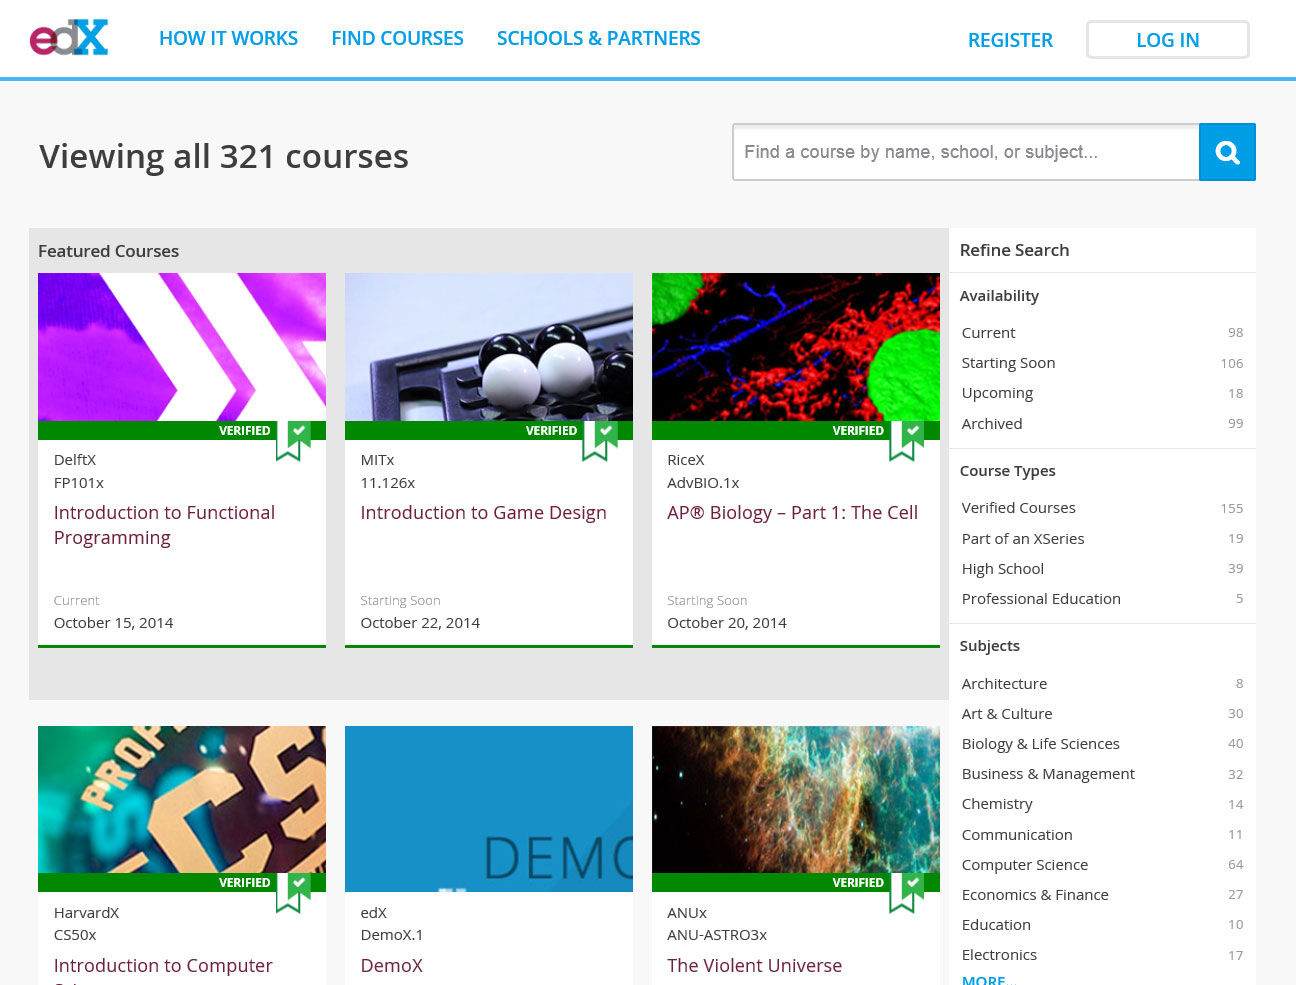 edX
HOW IT WORKS
FIND COURSES
SCHOOLS & PARTNERS
REGISTER
LOG IN
Viewing all 321 courses
Find a course by name, school, or subject...
Featured Courses
VERIFIED
DelftX
FP101x
Introduction to Functional
Programming
Current
October 15, 2014
VERIFIED
MITx
11.126x
Introduction to Game Design
Starting Soon
October 22, 2014
VERIFIED
RiceX
AdvBIO.1x
AP® Biology – Part 1: The Cell
Starting Soon
October 20, 2014
PROP
CS
VERIFIED
HarvardX
CS50x
Introduction to Computer
DEMO
edX
DemoX.1
DemoX
VERIFIED
ANUx
ANU-ASTRO3x
The Violent Universe
Refine Search
Availability
Current 98
Starting Soon 106
Upcoming 18
Archived 99
Course Types
Verified Courses 155
Part of an XSeries 19
High School 39
Professional Education 5
Subjects
Architecture 8
Art & Culture 30
Biology & Life Sciences 40
Business & Management 32
Chemistry 14
Communication 11
Computer Science 64
Economics & Finance 27
Education 10
Electronics 17
MORE...